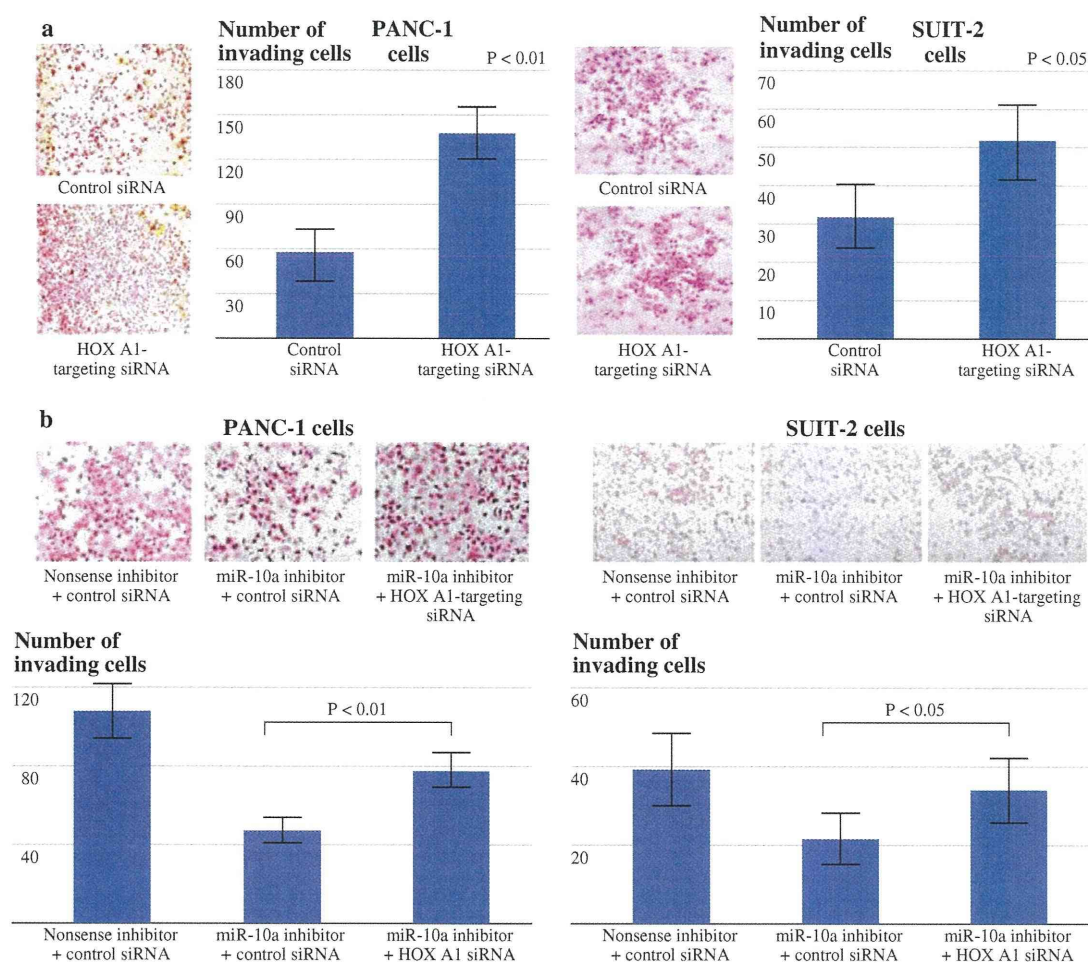 a
Number of
invading cells
PANC-1
cells
P < 0.01
180
150
120
90
60
30
Control
siRNA
HOX A1-
targeting siRNA
Control siRNA
HOX A1-
targeting siRNA
Number of
invading cells
SUIT-2
cells
P < 0.05
70
60
50
40
30
20
10
Control
siRNA
HOX A1-
targeting siRNA
Control siRNA
HOX A1-
targeting siRNA
b
PANC-1 cells
Nonsense inhibitor
+ control siRNA
miR-10a inhibitor
+ control siRNA
miR-10a inhibitor
+ HOX A1-targeting
siRNA
SUIT-2 cells
Nonsense inhibitor
+ control siRNA
miR-10a inhibitor
+ control siRNA
miR-10a inhibitor
+ HOX A1-targeting
siRNA
Number of
invading cells
120
80
40
P < 0.01
Nonsense inhibitor
+ control siRNA
miR-10a inhibitor
+ control siRNA
miR-10a inhibitor
+ HOX A1 siRNA
Number of
invading cells
60
40
20
P < 0.05
Nonsense inhibitor
+ control siRNA
miR-10a inhibitor
+ control siRNA
miR-10a inhibitor
+ HOX A1 siRNA